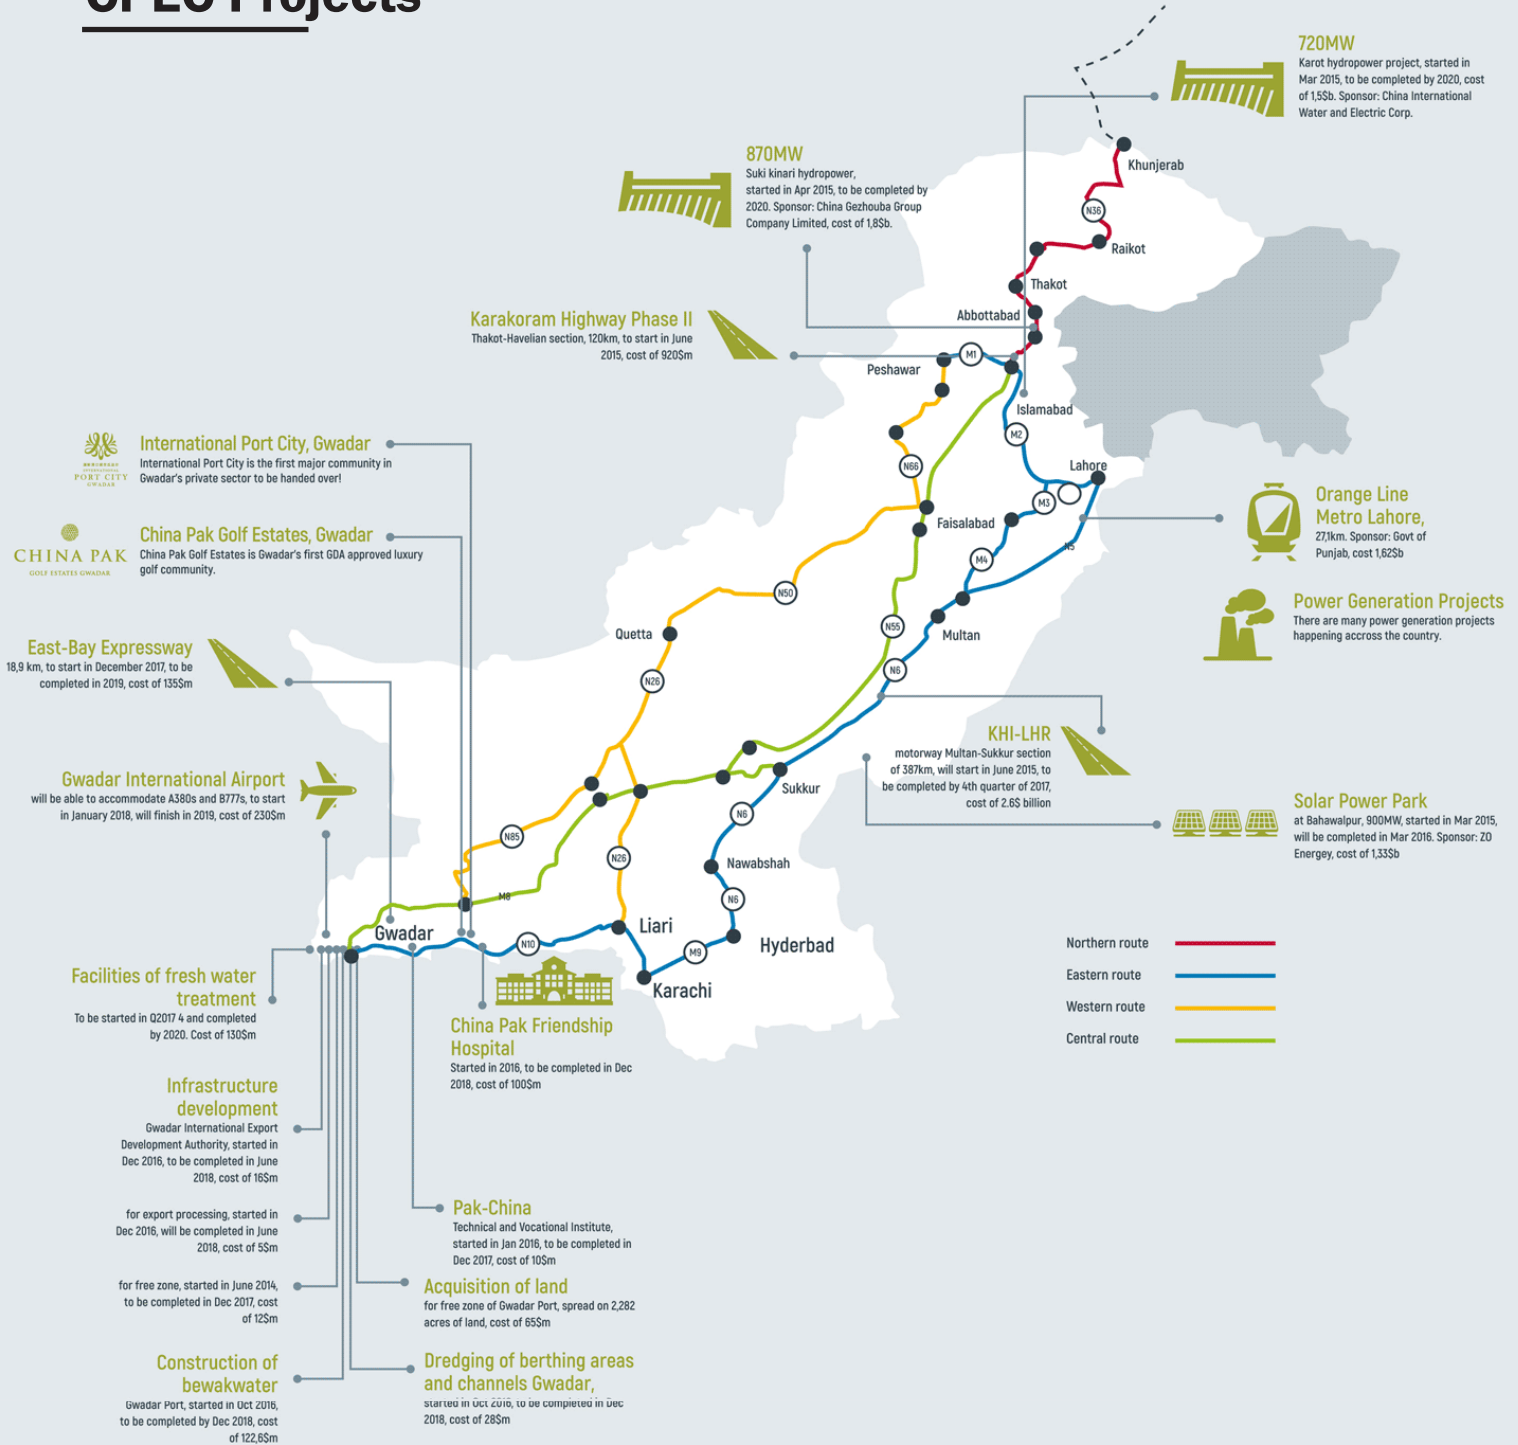 CPEC Projects
720MW
Karot hydropower project, started in
Mar 2015, to be completed by 2020, cost
of 1,5$b. Sponsor: China International
Water and Electric Corp.
870MW
Suki kinari hydropower,
started in Apr 2015, to be completed by
2020. Sponsor: China Gezhouba Group
Company Limited, cost of 1,8$b.
Khunjerab
N36
Raikot
Thakot
Abbottabad
Karakoram Highway Phase II
Thakot-Havelian section, 120km, to start in June
2015, cost of 920$m
M1
Peshawar
Islamabad
M2
International Port City, Gwadar
International Port City is the first major community in
Gwadar's private sector to be handed over!
PORT CITY
GWADAR
N66
Lahore
M3
Orange Line
Metro Lahore,
27,1km. Sponsor: Govt of
Punjab, cost 1,62$b
China Pak Golf Estates, Gwadar
China Pak Golf Estates is Gwadar's first GDA approved luxury
golf community.
CHINA PAK
GOLF ESTATES GWADAR
Faisalabad
N5
M4
N50
Power Generation Projects
There are many power generation projects
happening accross the country.
N55
Quetta
Multan
East-Bay Expressway
18,9 km, to start in December 2017, to be
completed in 2019, cost of 135$m
N26
N6
KHI-LHR
motorway Multan-Sukkur section
of 387km, will start in June 2015, to
be completed by 4th quarter of 2017,
cost of 2.6$ billion
Gwadar International Airport
will be able to accommodate A380s and B777s, to start
in January 2018, will finish in 2019, cost of 230$m
Sukkur
Solar Power Park
at Bahawalpur, 900MW, started in Mar 2015,
will be completed in Mar 2016. Sponsor: ZO
Energey, cost of 1,33$b
N6
N85
N26
Nawabshah
M8
N6
Gwadar
Liari
N10
M9
Hyderbad
Karachi
Northern route
Eastern route
Western route
Central route
Facilities of fresh water
treatment
To be started in Q2017 4 and completed
by 2020. Cost of 130$m
China Pak Friendship
Hospital
Started in 2016, to be completed in Dec
2018, cost of 100$m
Infrastructure
development
Gwadar International Export
Development Authority, started in
Dec 2016, to be completed in June
2018, cost of 16$m
for export processing, started in
Dec 2016, will be completed in June
2018, cost of 5$m
Pak-China
Technical and Vocational Institute,
started in Jan 2016, to be completed in
Dec 2017, cost of 10$m
for free zone, started in June 2014,
to be completed in Dec 2017, cost
of 12$m
Acquisition of land
for free zone of Gwadar Port, spread on 2,282
acres of land, cost of 65$m
Construction of
bewakwater
Gwadar Port, started in Oct 2016,
to be completed by Dec 2018, cost
of 122,6$m
Dredging of berthing areas
and channels Gwadar,
started in Oct 2016, to be completed in Dec
2018, cost of 28$m